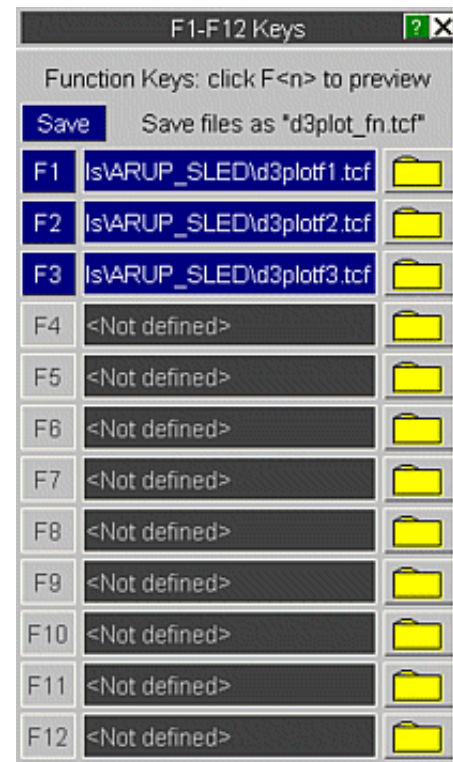 F1-F12 Keys ? X
Function Keys: click F<n> to preview
Save Save files as "d3plot_fn.tcf"
F1 ls\ARUP_SLED\d3plotf1.tcf
F2 ls\ARUP_SLED\d3plotf2.tcf
F3 ls\ARUP_SLED\d3plotf3.tcf
F4 <Not defined>
F5 <Not defined>
F6 <Not defined>
F7 <Not defined>
F8 <Not defined>
F9 <Not defined>
F10 <Not defined>
F11 <Not defined>
F12 <Not defined>